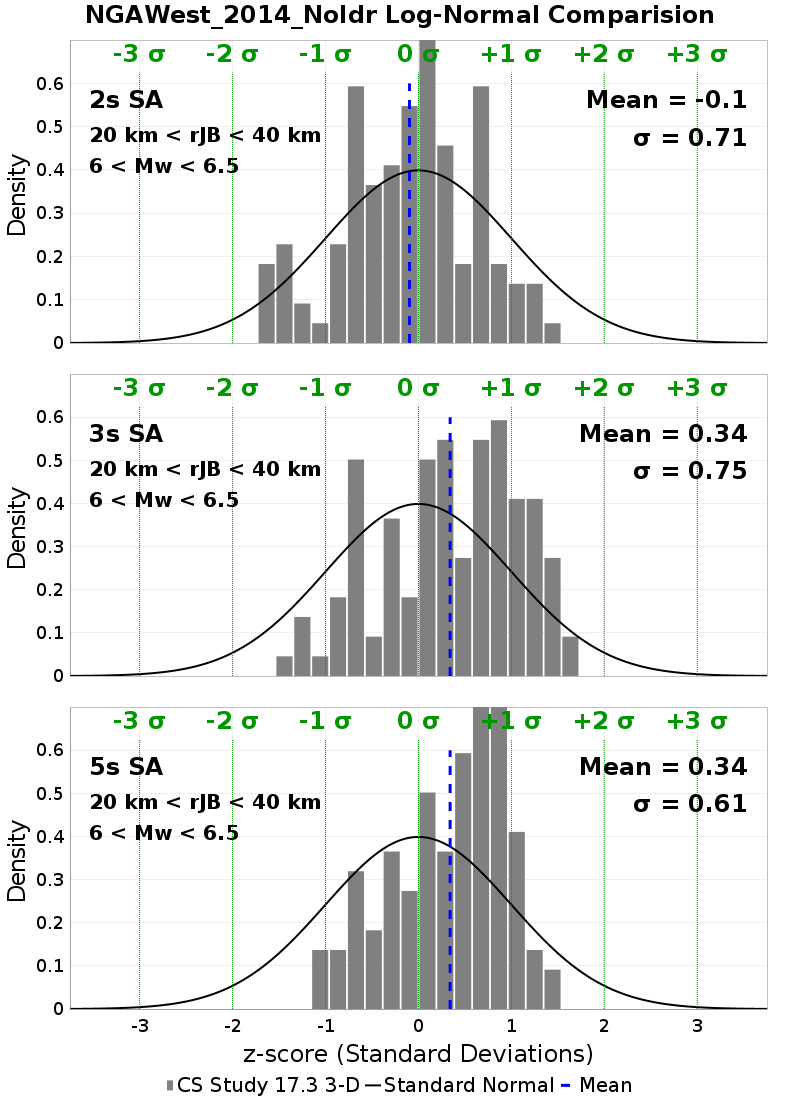 NGAWest_2014_NoIdr Log-Normal Comparision
-3 σ -2 σ -1 σ 0 σ +1 σ +2 σ +3 σ
0.6
2s SA Mean = -0.1
0.5
20 km < rJB < 40 km σ = 0.71
6 < Mw < 6.5
0.4
0.3
0.2
0.1
0
Density
-3 σ -2 σ -1 σ 0 σ +1 σ +2 σ +3 σ
0.6
3s SA Mean = 0.34
0.5
20 km < rJB < 40 km σ = 0.75
6 < Mw < 6.5
0.4
0.3
0.2
0.1
0
Density
-3 σ -2 σ -1 σ 0 σ +1 σ +2 σ +3 σ
0.6
5s SA Mean = 0.34
0.5
20 km < rJB < 40 km σ = 0.61
6 < Mw < 6.5
0.4
0.3
0.2
0.1
0
Density
-3 -2 -1 0 1 2 3
z-score (Standard Deviations)
CS Study 17.3 3-D Standard Normal Mean